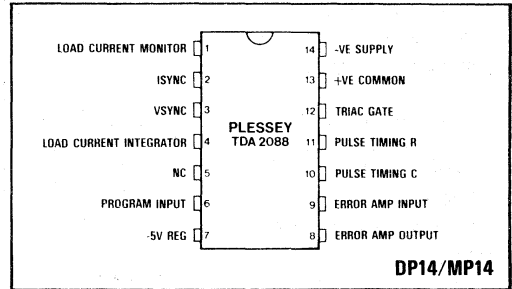 LOAD CURRENT MONITOR 1
ISYNC 2
VSYNC 3
LOAD CURRENT INTEGRATOR 4
NC 5
PROGRAM INPUT 6
-5V REG 7
PLESSEY
TDA 2088
14 -VE SUPPLY
13 +VE COMMON
12 TRIAC GATE
11 PULSE TIMING R
10 PULSE TIMING C
9 ERROR AMP INPUT
8 ERROR AMP OUTPUT
DP14/MP14